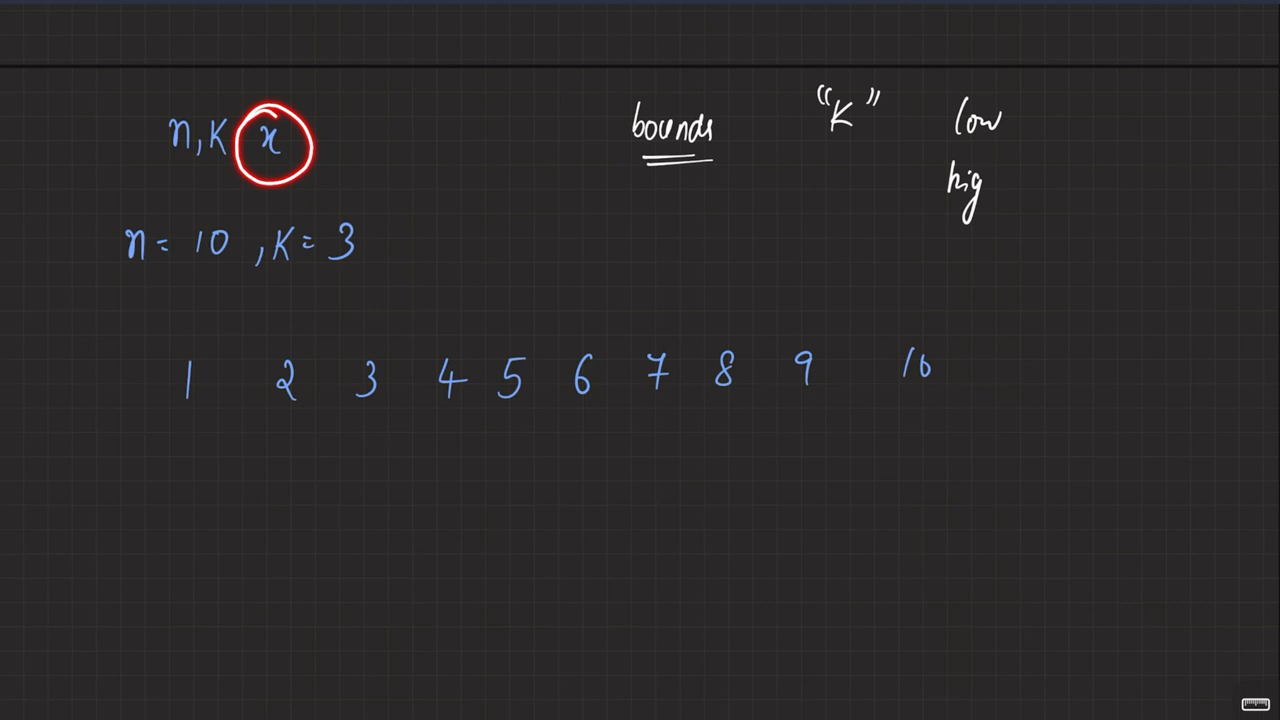 n, K x
bounds
"K"
low
hig
n = 10, K = 3
1 2 3 4 5 6 7 8 9 10